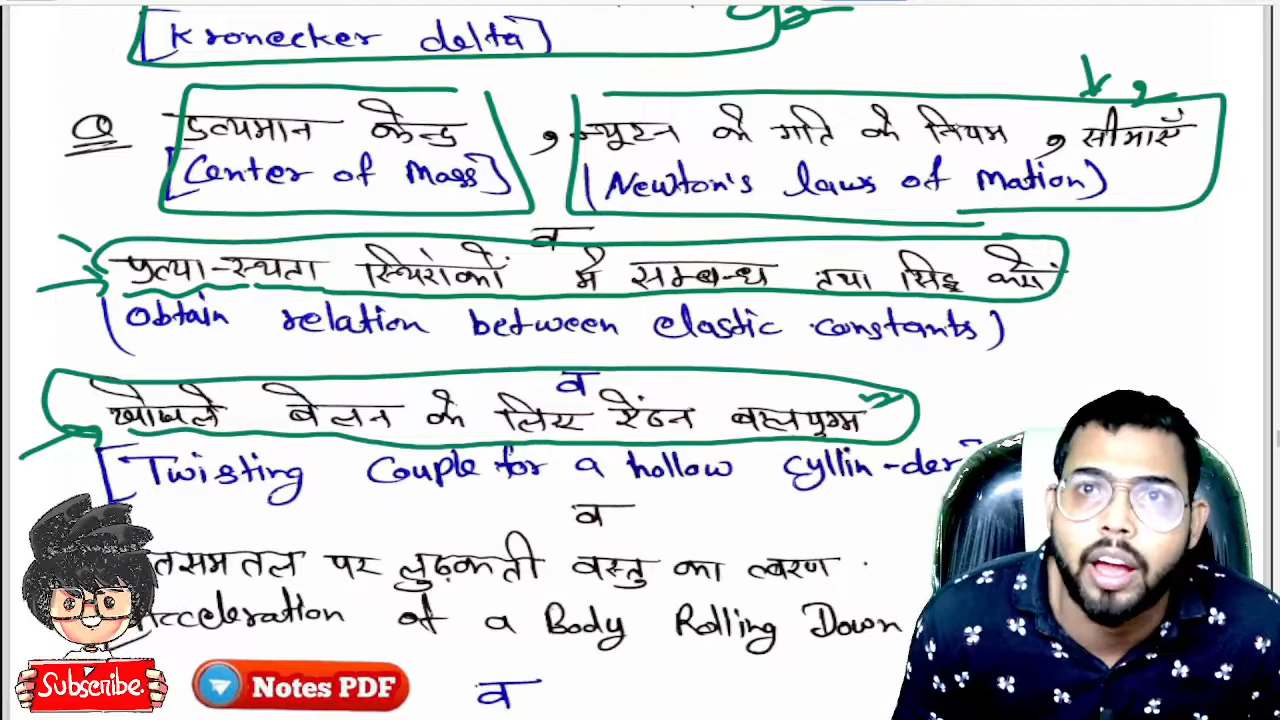 [Kronecker delta]
Q द्रव्यमान केन्द्र , न्यूटन के गति के नियम , सीमाएँ
[Center of Mass] (Newton's laws of Mation)
व
प्रत्या-स्थता स्थिरांकों में सम्बन्ध तथा सिद्ध करो
(Obtain relation between elastic constants)
व
खोखले बेलन के लिए ऐंठन बलयुग्म
[Twisting Couple for a hollow Cyllin-der
व
तसमतल पर लुढ़कती वस्तु का त्वरण
Acceleration of a Body Rolling Down
Subscribe.
Notes PDF
व